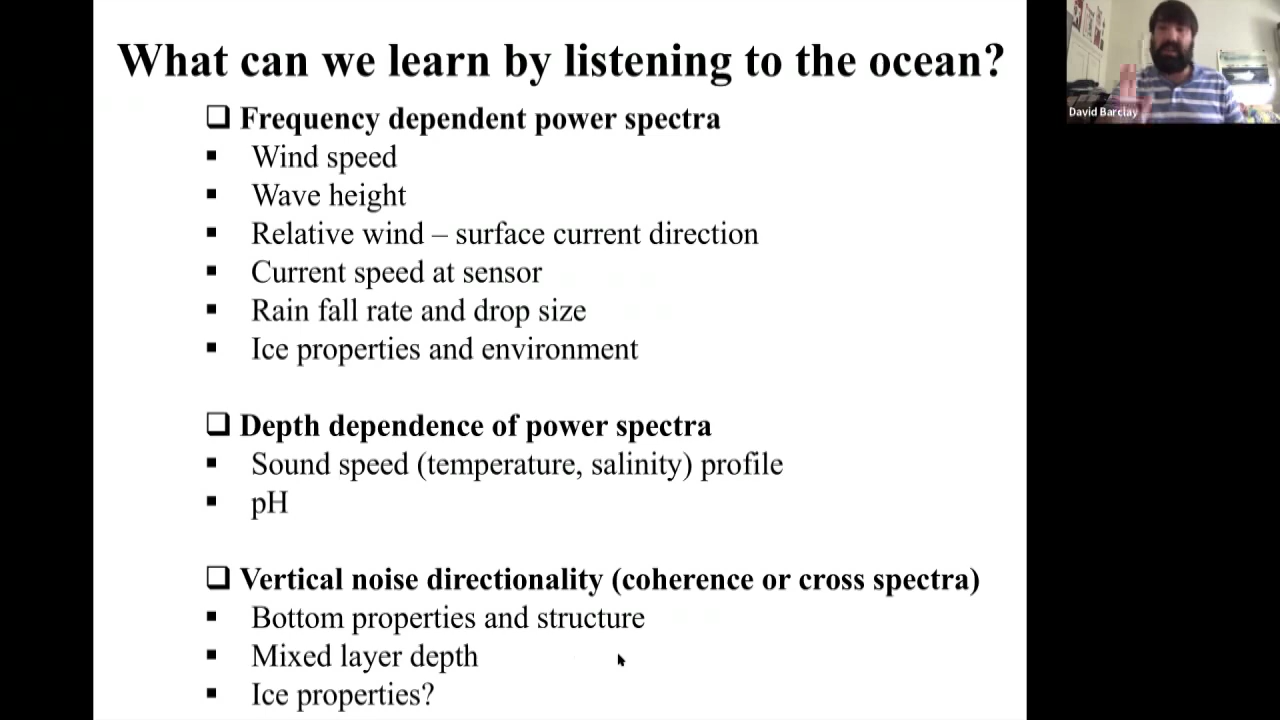 What can we learn by listening to the ocean?
❑ Frequency dependent power spectra
▪ Wind speed
▪ Wave height
▪ Relative wind – surface current direction
▪ Current speed at sensor
▪ Rain fall rate and drop size
▪ Ice properties and environment
❑ Depth dependence of power spectra
▪ Sound speed (temperature, salinity) profile
▪ pH
❑ Vertical noise directionality (coherence or cross spectra)
▪ Bottom properties and structure
▪ Mixed layer depth
▪ Ice properties?
David Barclay